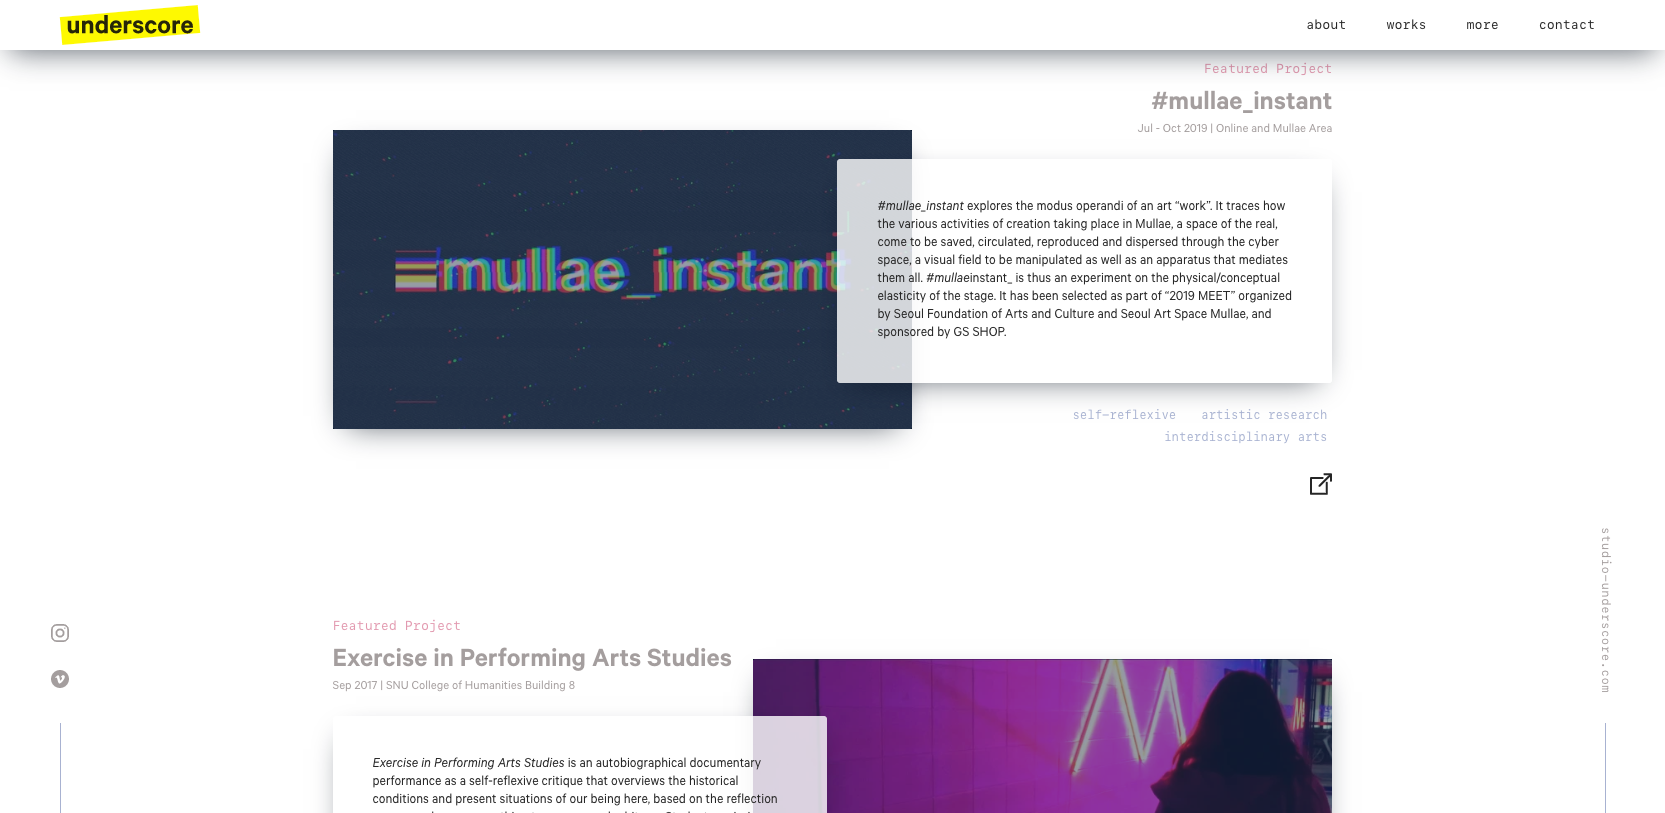 underscore
about works more contact
Featured Project
#mullae_instant
Jul - Oct 2019 | Online and Mullae Area
#mullae_instant
#mullae_instant explores the modus operandi of an art “work”. It traces how
the various activities of creation taking place in Mullae, a space of the real,
come to be saved, circulated, reproduced and dispersed through the cyber
space, a visual field to be manipulated as well as an apparatus that mediates
them all. #mullaeinstant_ is thus an experiment on the physical/conceptual
elasticity of the stage. It has been selected as part of “2019 MEET” organized
by Seoul Foundation of Arts and Culture and Seoul Art Space Mullae, and
sponsored by GS SHOP.
self-reflexive artistic research
interdisciplinary arts
studio-underscore.com
Featured Project
Exercise in Performing Arts Studies
Sep 2017 | SNU College of Humanities Building 8
Exercise in Performing Arts Studies is an autobiographical documentary
performance as a self-reflexive critique that overviews the historical
conditions and present situations of our being here, based on the reflection